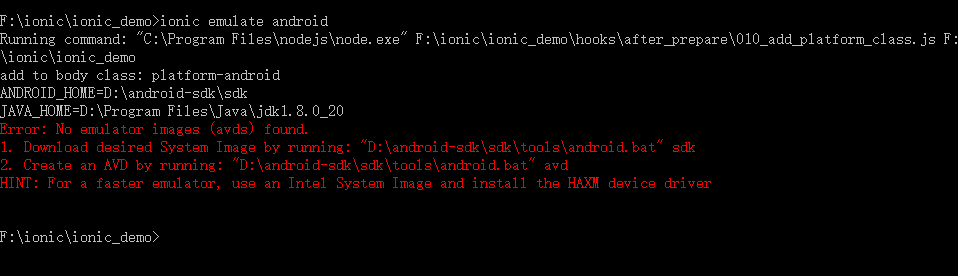 F:\ionic\ionic_demo>ionic emulate android
Running command: "C:\Program Files\nodejs\node.exe" F:\ionic\ionic_demo\hooks\after_prepare\010_add_platform_class.js F:
\ionic\ionic_demo
add to body class: platform-android
ANDROID_HOME=D:\android-sdk\sdk
JAVA_HOME=D:\Program Files\Java\jdk1.8.0_20
Error: No emulator images (avds) found.
1. Download desired System Image by running: "D:\android-sdk\sdk\tools\android.bat" sdk
2. Create an AVD by running: "D:\android-sdk\sdk\tools\android.bat" avd
HINT: For a faster emulator, use an Intel System Image and install the HAXM device driver
F:\ionic\ionic_demo>